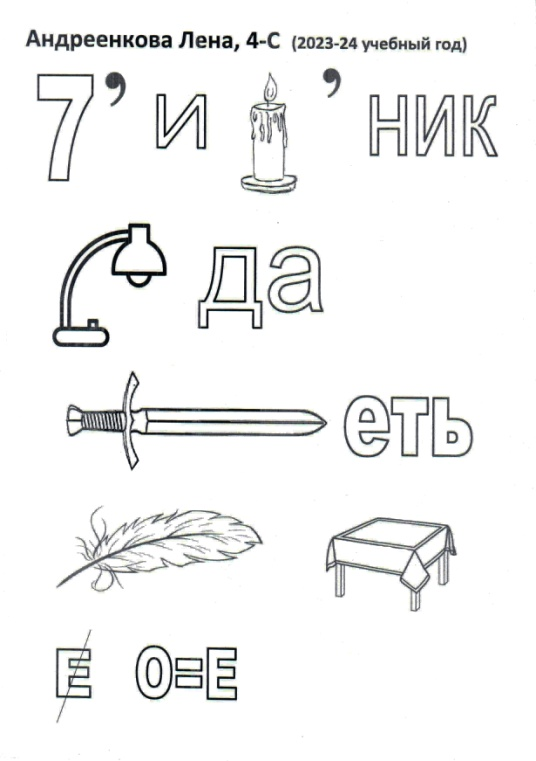 Андреенкова Лена, 4-С (2023-24 учебный год)
7’ и ’ ник
да
еть
Е О=Е